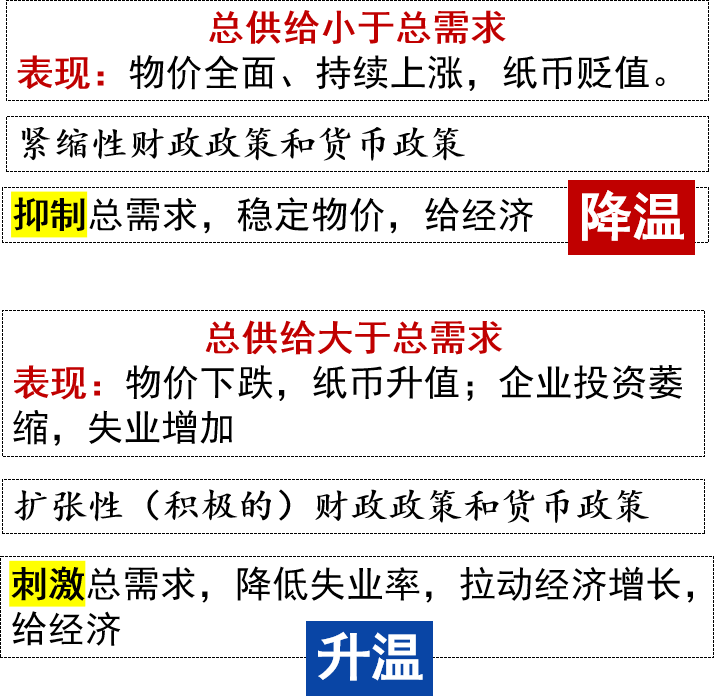 总供给小于总需求
表现：物价全面、持续上涨，纸币贬值。
紧缩性财政政策和货币政策
抑制总需求，稳定物价，给经济 降温
总供给大于总需求
表现：物价下跌，纸币升值；企业投资萎
缩，失业增加
扩张性（积极的）财政政策和货币政策
刺激总需求，降低失业率，拉动经济增长，
给经济 升温